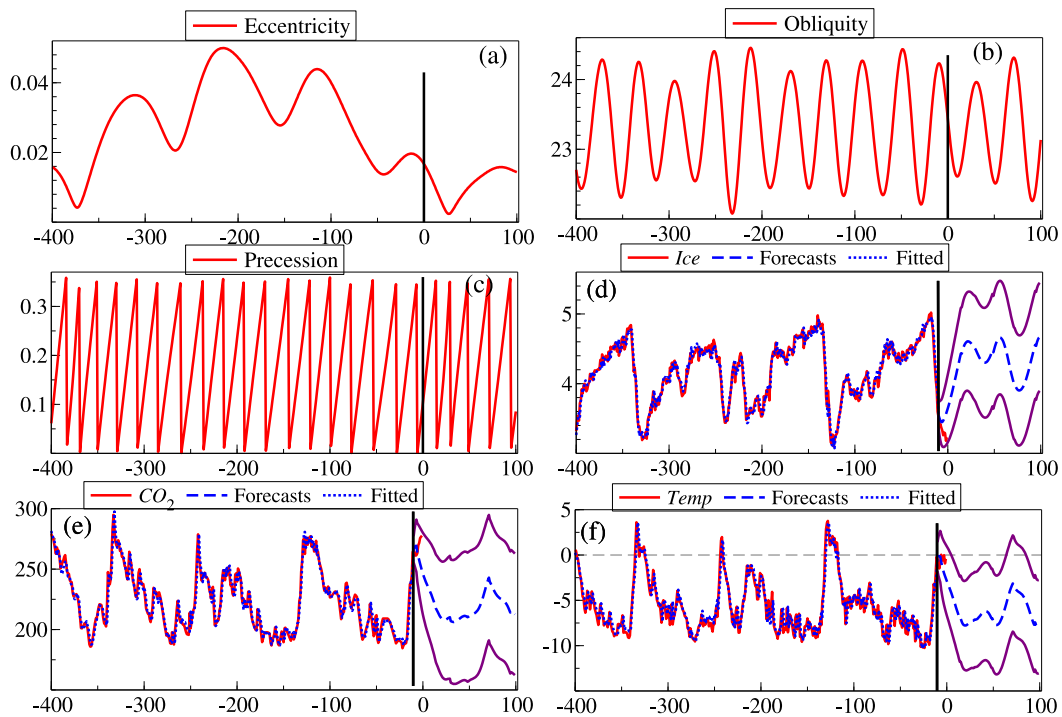 Eccentricity
(a)
0.04
0.02
-400 -300 -200 -100 0 100
Obliquity
(b)
24
23
-400 -300 -200 -100 0 100
Precession
(c)
0.3
0.2
0.1
-400 -300 -200 -100 0 100
Ice Forecasts Fitted
(d)
5
4
-400 -300 -200 -100 0 100
CO2 Forecasts Fitted
(e)
300
250
200
-400 -300 -200 -100 0 100
Temp Forecasts Fitted
(f)
5
0
-5
-10
-400 -300 -200 -100 0 100